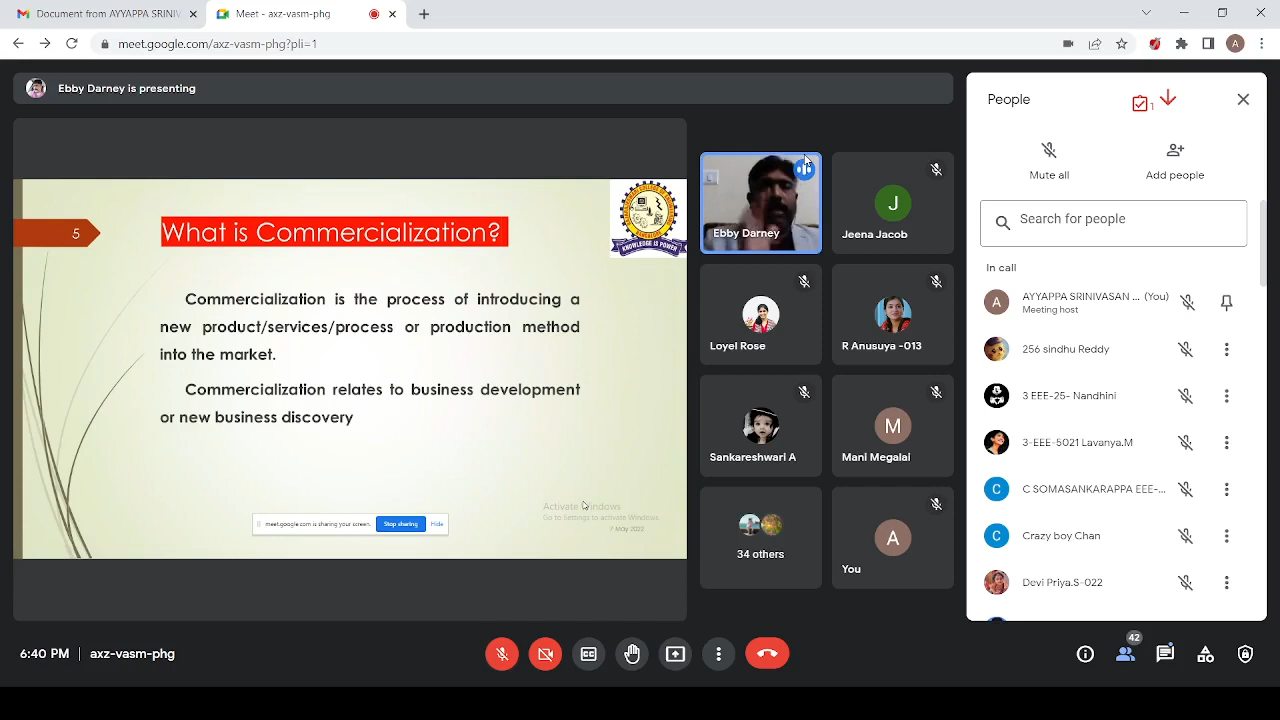 Document from AYYAPPA SRINIV
Meet - axz-vasm-phg
meet.google.com/axz-vasm-phg?pli=1
A
Ebby Darney is presenting
People
1
Mute all
Add people
Search for people
In call
A
AYYAPPA SRINIVASAN ... (You)
Meeting host
256 sindhu Reddy
3 EEE-25- Nandhini
3-EEE-5021 Lavanya.M
C
C SOMASANKARAPPA EEE-...
C
Crazy boy Chan
Devi Priya.S-022
5
What is Commercialization?
KNOWLEDGE IS POWER
Commercialization is the process of introducing a
new product/services/process or production method
into the market.
Commercialization relates to business development
or new business discovery
Activate Windows
Go to Settings to activate Windows.
7 May 2022
meet.google.com is sharing your screen.
Stop sharing
Hide
Ebby Darney
J
Jeena Jacob
Loyel Rose
R Anusuya -013
Sankareshwari A
M
Mani Megalai
34 others
A
You
6:40 PM | axz-vasm-phg
42